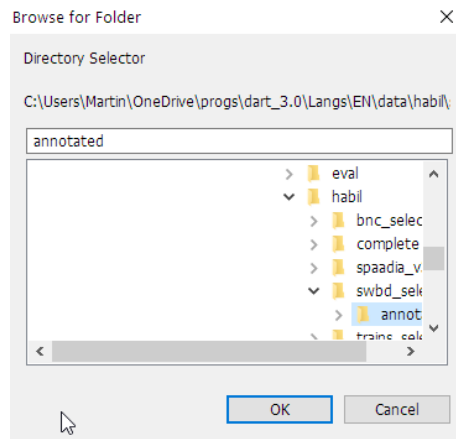 Browse for Folder
Directory Selector
C:\Users\Martin\OneDrive\progs\dart_3.0\Langs\EN\data\habil\
annotated
eval
habil
bnc_selec
complete
spaadia_v
swbd_sele
annot
trains_sele
OK
Cancel